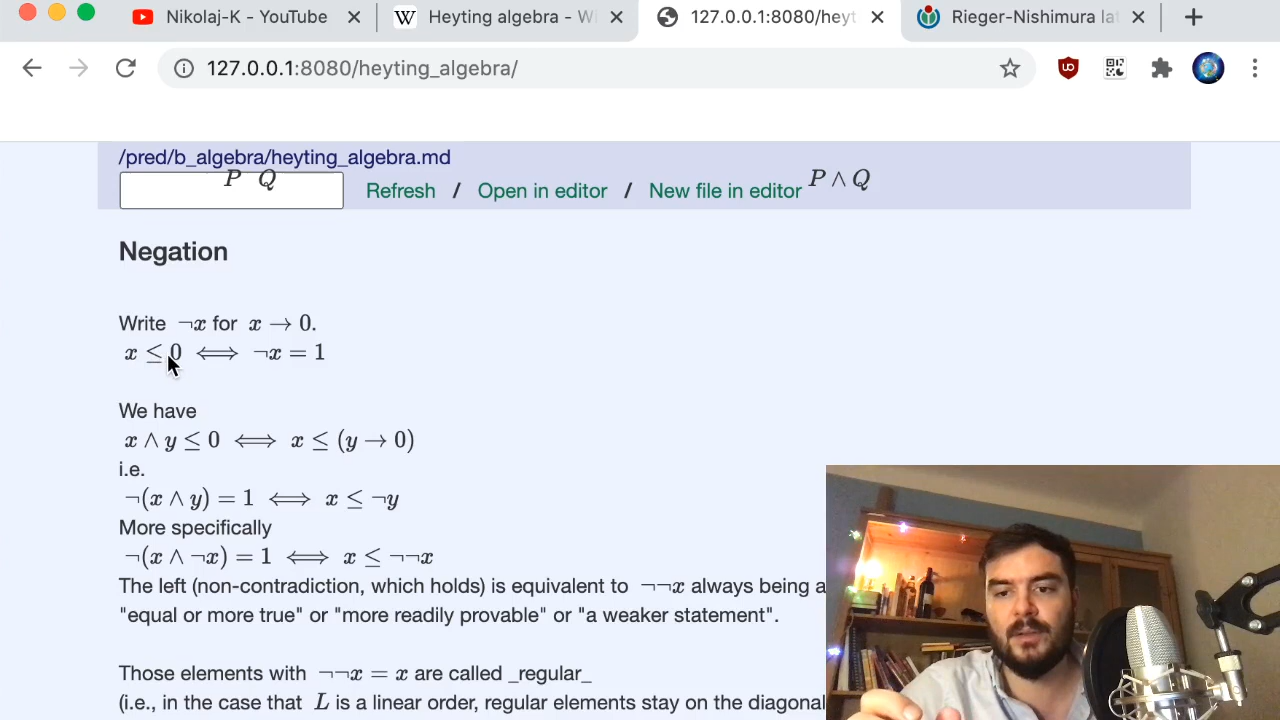 Nikolaj-K - YouTube
Heyting algebra - Wi
127.0.0.1:8080/heyt
Rieger-Nishimura lat
127.0.0.1:8080/heyting_algebra/
/pred/b_algebra/heyting_algebra.md
P Q
Refresh / Open in editor / New file in editor
P ∧ Q
Negation
Write ¬x for x → 0.
x ≤ 0 ⟺ ¬x = 1
We have
x ∧ y ≤ 0 ⟺ x ≤ (y → 0)
i.e.
¬(x ∧ y) = 1 ⟺ x ≤ ¬y
More specifically
¬(x ∧ ¬x) = 1 ⟺ x ≤ ¬¬x
The left (non-contradiction, which holds) is equivalent to ¬¬x always being a
"equal or more true" or "more readily provable" or "a weaker statement".
Those elements with ¬¬x = x are called _regular_
(i.e., in the case that L is a linear order, regular elements stay on the diagonal